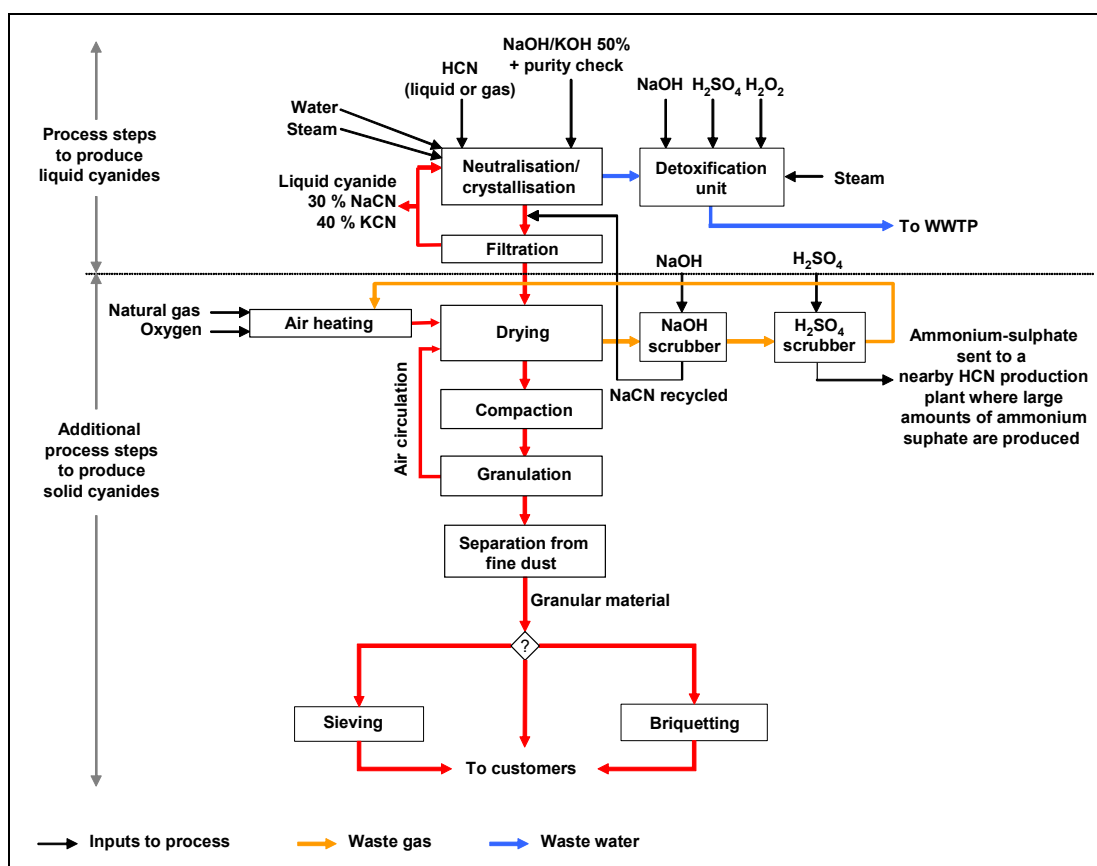 NaOH/KOH 50%
+ purity check
HCN
(liquid or gas)
NaOH
H2SO4
H2O2
Water
Steam
Process steps
to produce
liquid cyanides
Neutralisation/
crystallisation
Detoxification
unit
Steam
Liquid cyanide
30 % NaCN
40 % KCN
To WWTP
Filtration
NaOH
H2SO4
Natural gas
Oxygen
Air heating
Drying
NaOH
scrubber
H2SO4
scrubber
Ammonium-sulphate
sent to a
nearby HCN production
plant where large
amounts of ammonium
suphate are produced
NaCN recycled
Air circulation
Compaction
Additional
process steps
to produce
solid cyanides
Granulation
Separation from
fine dust
Granular material
?
Sieving
Briquetting
To customers
Inputs to process
Waste gas
Waste water